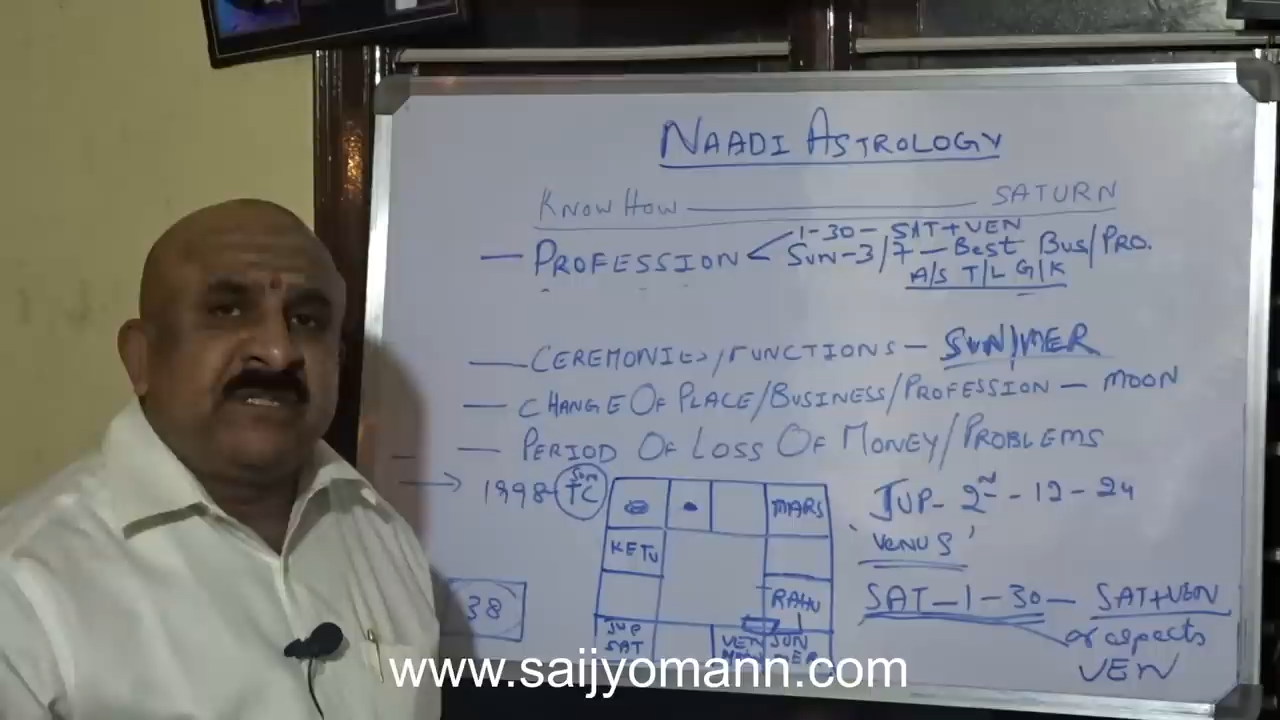 NAADI ASTROLOGY
KNOW HOW ——— SATURN
— PROFESSION < 1-30 - SAT+VEN
SUN-3/7 - Best Bus/PRO.
A/S T/L G/K
— CEREMONIES/FUNCTIONS - SUN/MER
— CHANGE OF PLACE/BUSINESS/PROFESSION - MOON
— PERIOD OF LOSS OF MONEY/PROBLEMS
→ 1998 - TC Sun
MARS
KETU
RAHU
JUP
SAT
VEN
SUN
MER
38
JUP - 2nd - 12 - 24
'VENUS'
SAT - 1 - 30 - SAT+VEN
or aspects
VEN
www.saijyomann.com